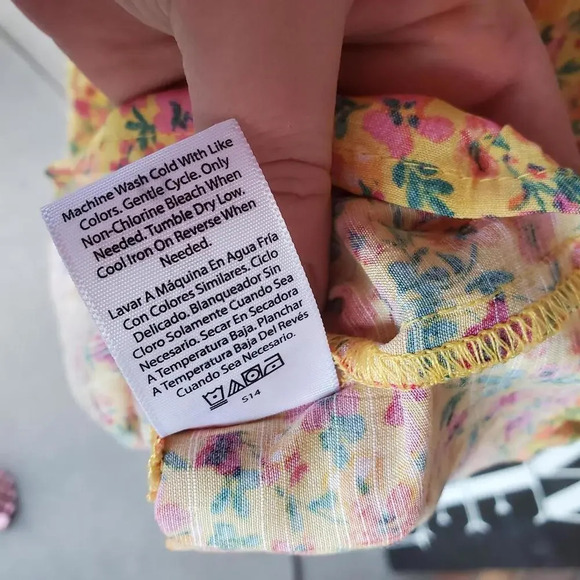 Machine Wash Cold With Like
Colors. Gentle Cycle. Only
Non-Chlorine Bleach When
Needed. Tumble Dry Low.
Cool Iron On Reverse When
Needed.
Lavar A Máquina En Agua Fría
Con Colores Similares. Ciclo
Delicado. Blanqueador Sin
Cloro Solamente Cuando Sea
Necesario. Secar En Secadora
A Temperatura Baja. Planchar
A Temperatura Baja Del Revés
Cuando Sea Necesario.
S14